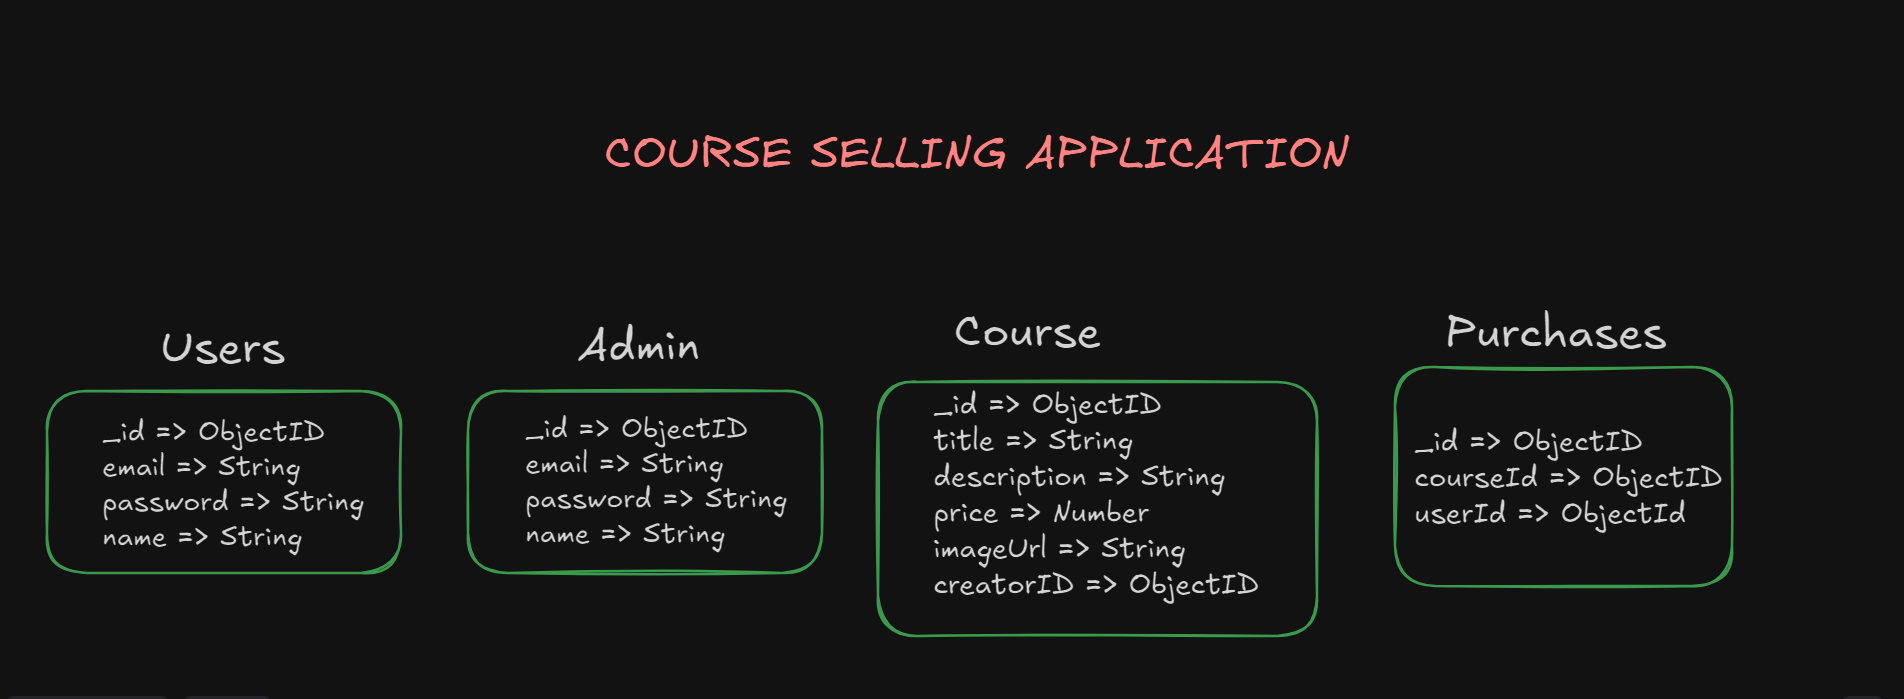 COURSE SELLING APPLICATION
Users
_id => ObjectID
email => String
password => String
name => String
Admin
_id => ObjectID
email => String
password => String
name => String
Course
_id => ObjectID
title => String
description => String
price => Number
imageUrl => String
creatorID => ObjectID
Purchases
_id => ObjectID
courseId => ObjectID
userId => ObjectId